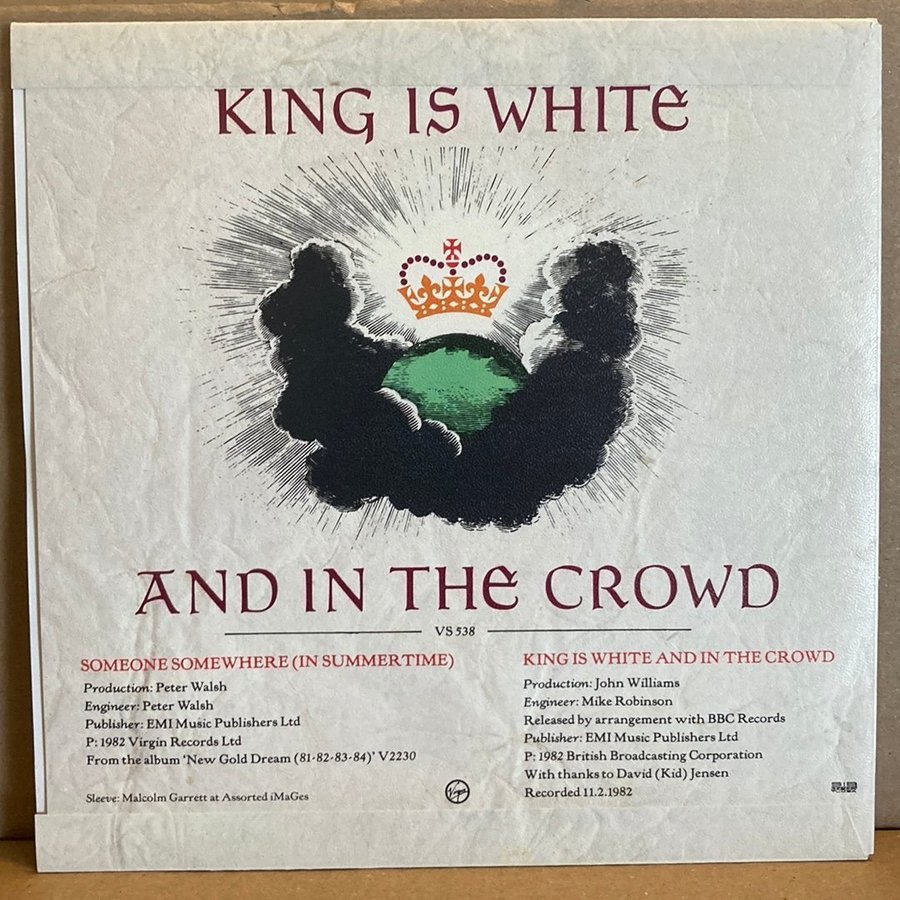 KING IS WHITE
AND IN THE CROWD
VS 538
SOMEONE SOMEWHERE (IN SUMMERTIME)
Production: Peter Walsh
Engineer: Peter Walsh
Publisher: EMI Music Publishers Ltd
P: 1982 Virgin Records Ltd
From the album ‘New Gold Dream (81-82-83-84)’ V2230
Sleeve: Malcolm Garrett at Assorted iMaGes
Virgin
KING IS WHITE AND IN THE CROWD
Production: John Williams
Engineer: Mike Robinson
Released by arrangement with BBC Records
Publisher: EMI Music Publishers Ltd
P: 1982 British Broadcasting Corporation
With thanks to David (Kid) Jensen
Recorded 11.2.1982